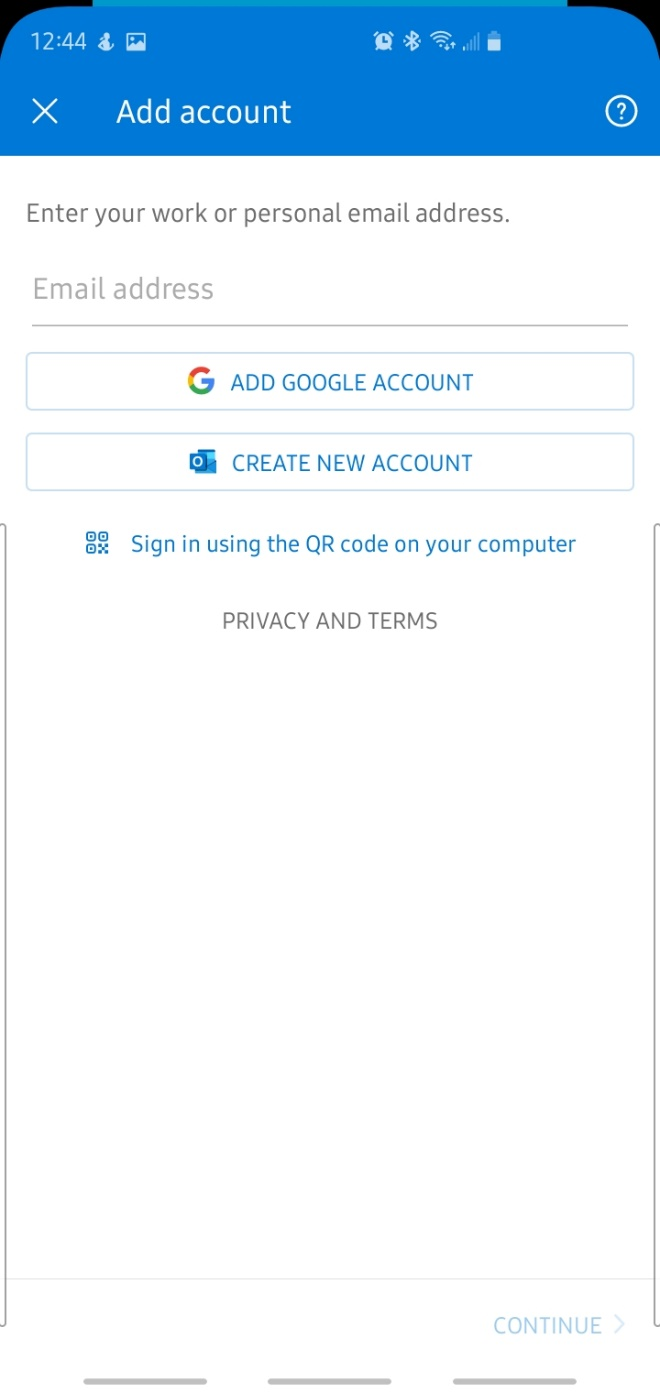 12:44
Add account
Enter your work or personal email address.
Email address
ADD GOOGLE ACCOUNT
CREATE NEW ACCOUNT
Sign in using the QR code on your computer
PRIVACY AND TERMS
CONTINUE